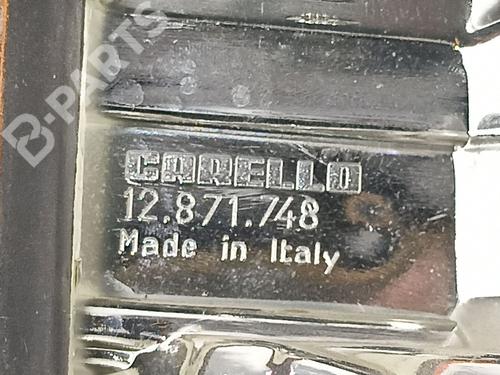 B-PARTS
CARELLO
12.871.748
Made in Italy